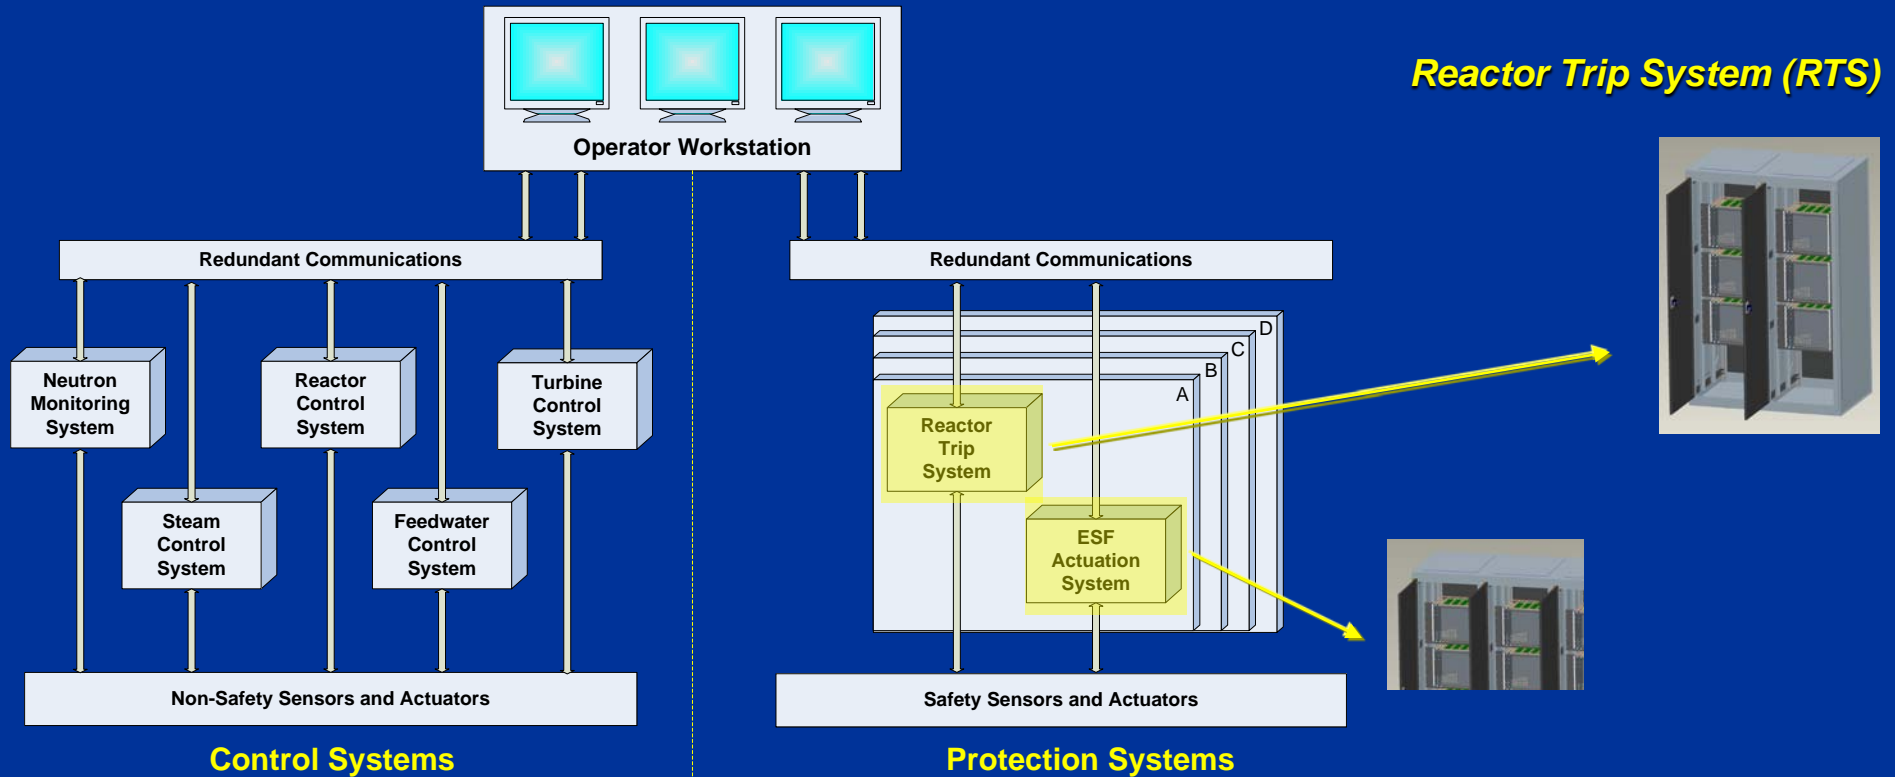 Reactor Trip System (RTS)
Operator Workstation
Redundant Communications
Redundant Communications
Neutron
Monitoring
System
Reactor
Control
System
Turbine
Control
System
Steam
Control
System
Feedwater
Control
System
D
C
B
A
Reactor
Trip
System
ESF
Actuation
System
Non-Safety Sensors and Actuators
Safety Sensors and Actuators
Control Systems
Protection Systems